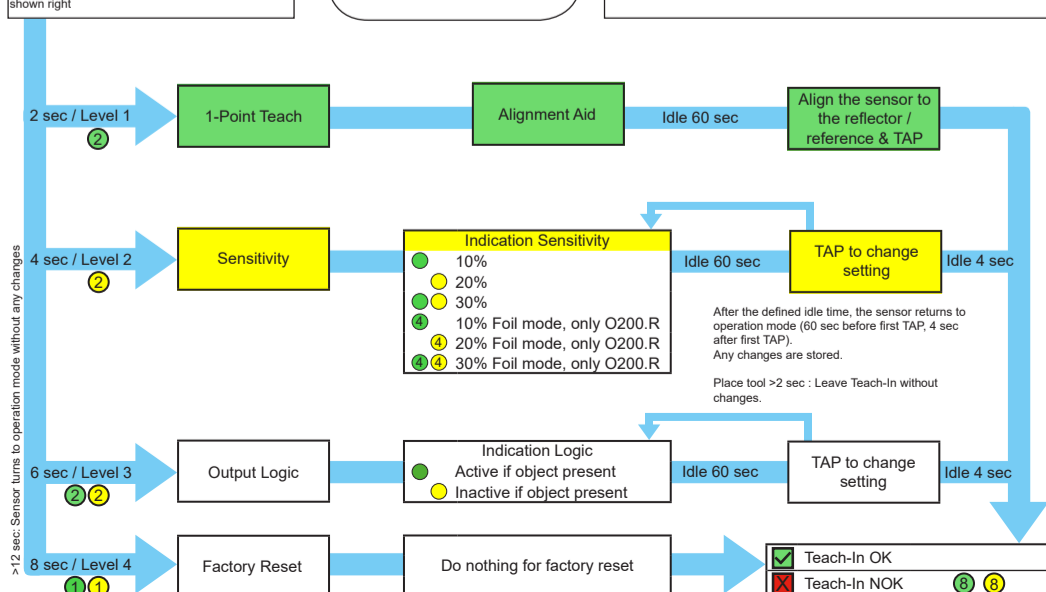 shown right
2 sec / Level 1
2
1-Point Teach
Alignment Aid
Idle 60 sec
Align the sensor to
the reflector /
reference & TAP
>12 sec: Sensor turns to operation mode without any changes
4 sec / Level 2
2
Sensitivity
Indication Sensitivity
10%
20%
30%
4 10% Foil mode, only O200.R
4 20% Foil mode, only O200.R
4 4 30% Foil mode, only O200.R
Idle 60 sec
TAP to change
setting
Idle 4 sec
After the defined idle time, the sensor returns to
operation mode (60 sec before first TAP, 4 sec
after first TAP).
Any changes are stored.
Place tool >2 sec : Leave Teach-In without
changes.
6 sec / Level 3
2 2
Output Logic
Indication Logic
Active if object present
Inactive if object present
Idle 60 sec
TAP to change
setting
Idle 4 sec
8 sec / Level 4
1 1
Factory Reset
Do nothing for factory reset
Teach-In OK
X Teach-In NOK 8 8